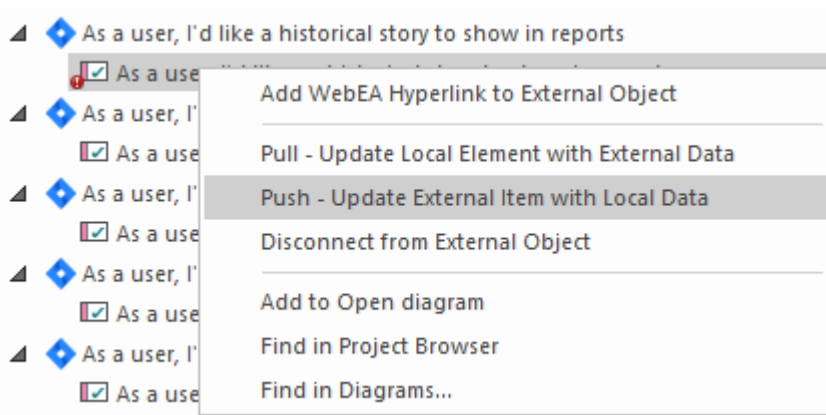 As a user, I'd like a historical story to show in reports
As a use
Add WebEA Hyperlink to External Object
As a user, I'
As a use
Pull - Update Local Element with External Data
As a user, I'
Push - Update External Item with Local Data
As a use
Disconnect from External Object
As a user, I'
As a use
Add to Open diagram
As a user, I'
Find in Project Browser
As a use
Find in Diagrams...